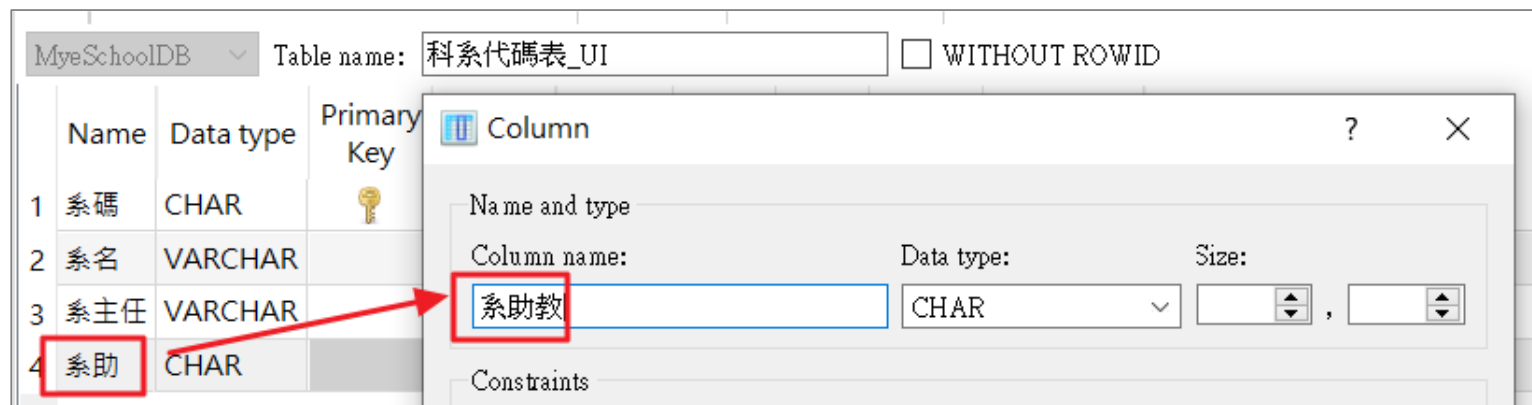 MyeSchoolDB Table name: 科系代碼表_UI WITHOUT ROWID
Name Data type Primary Key
1 系碼 CHAR
2 系名 VARCHAR
3 系主任 VARCHAR
4 系助 CHAR
Column ? ×
Name and type
Column name: Data type: Size:
系助教 CHAR ,
Constraints